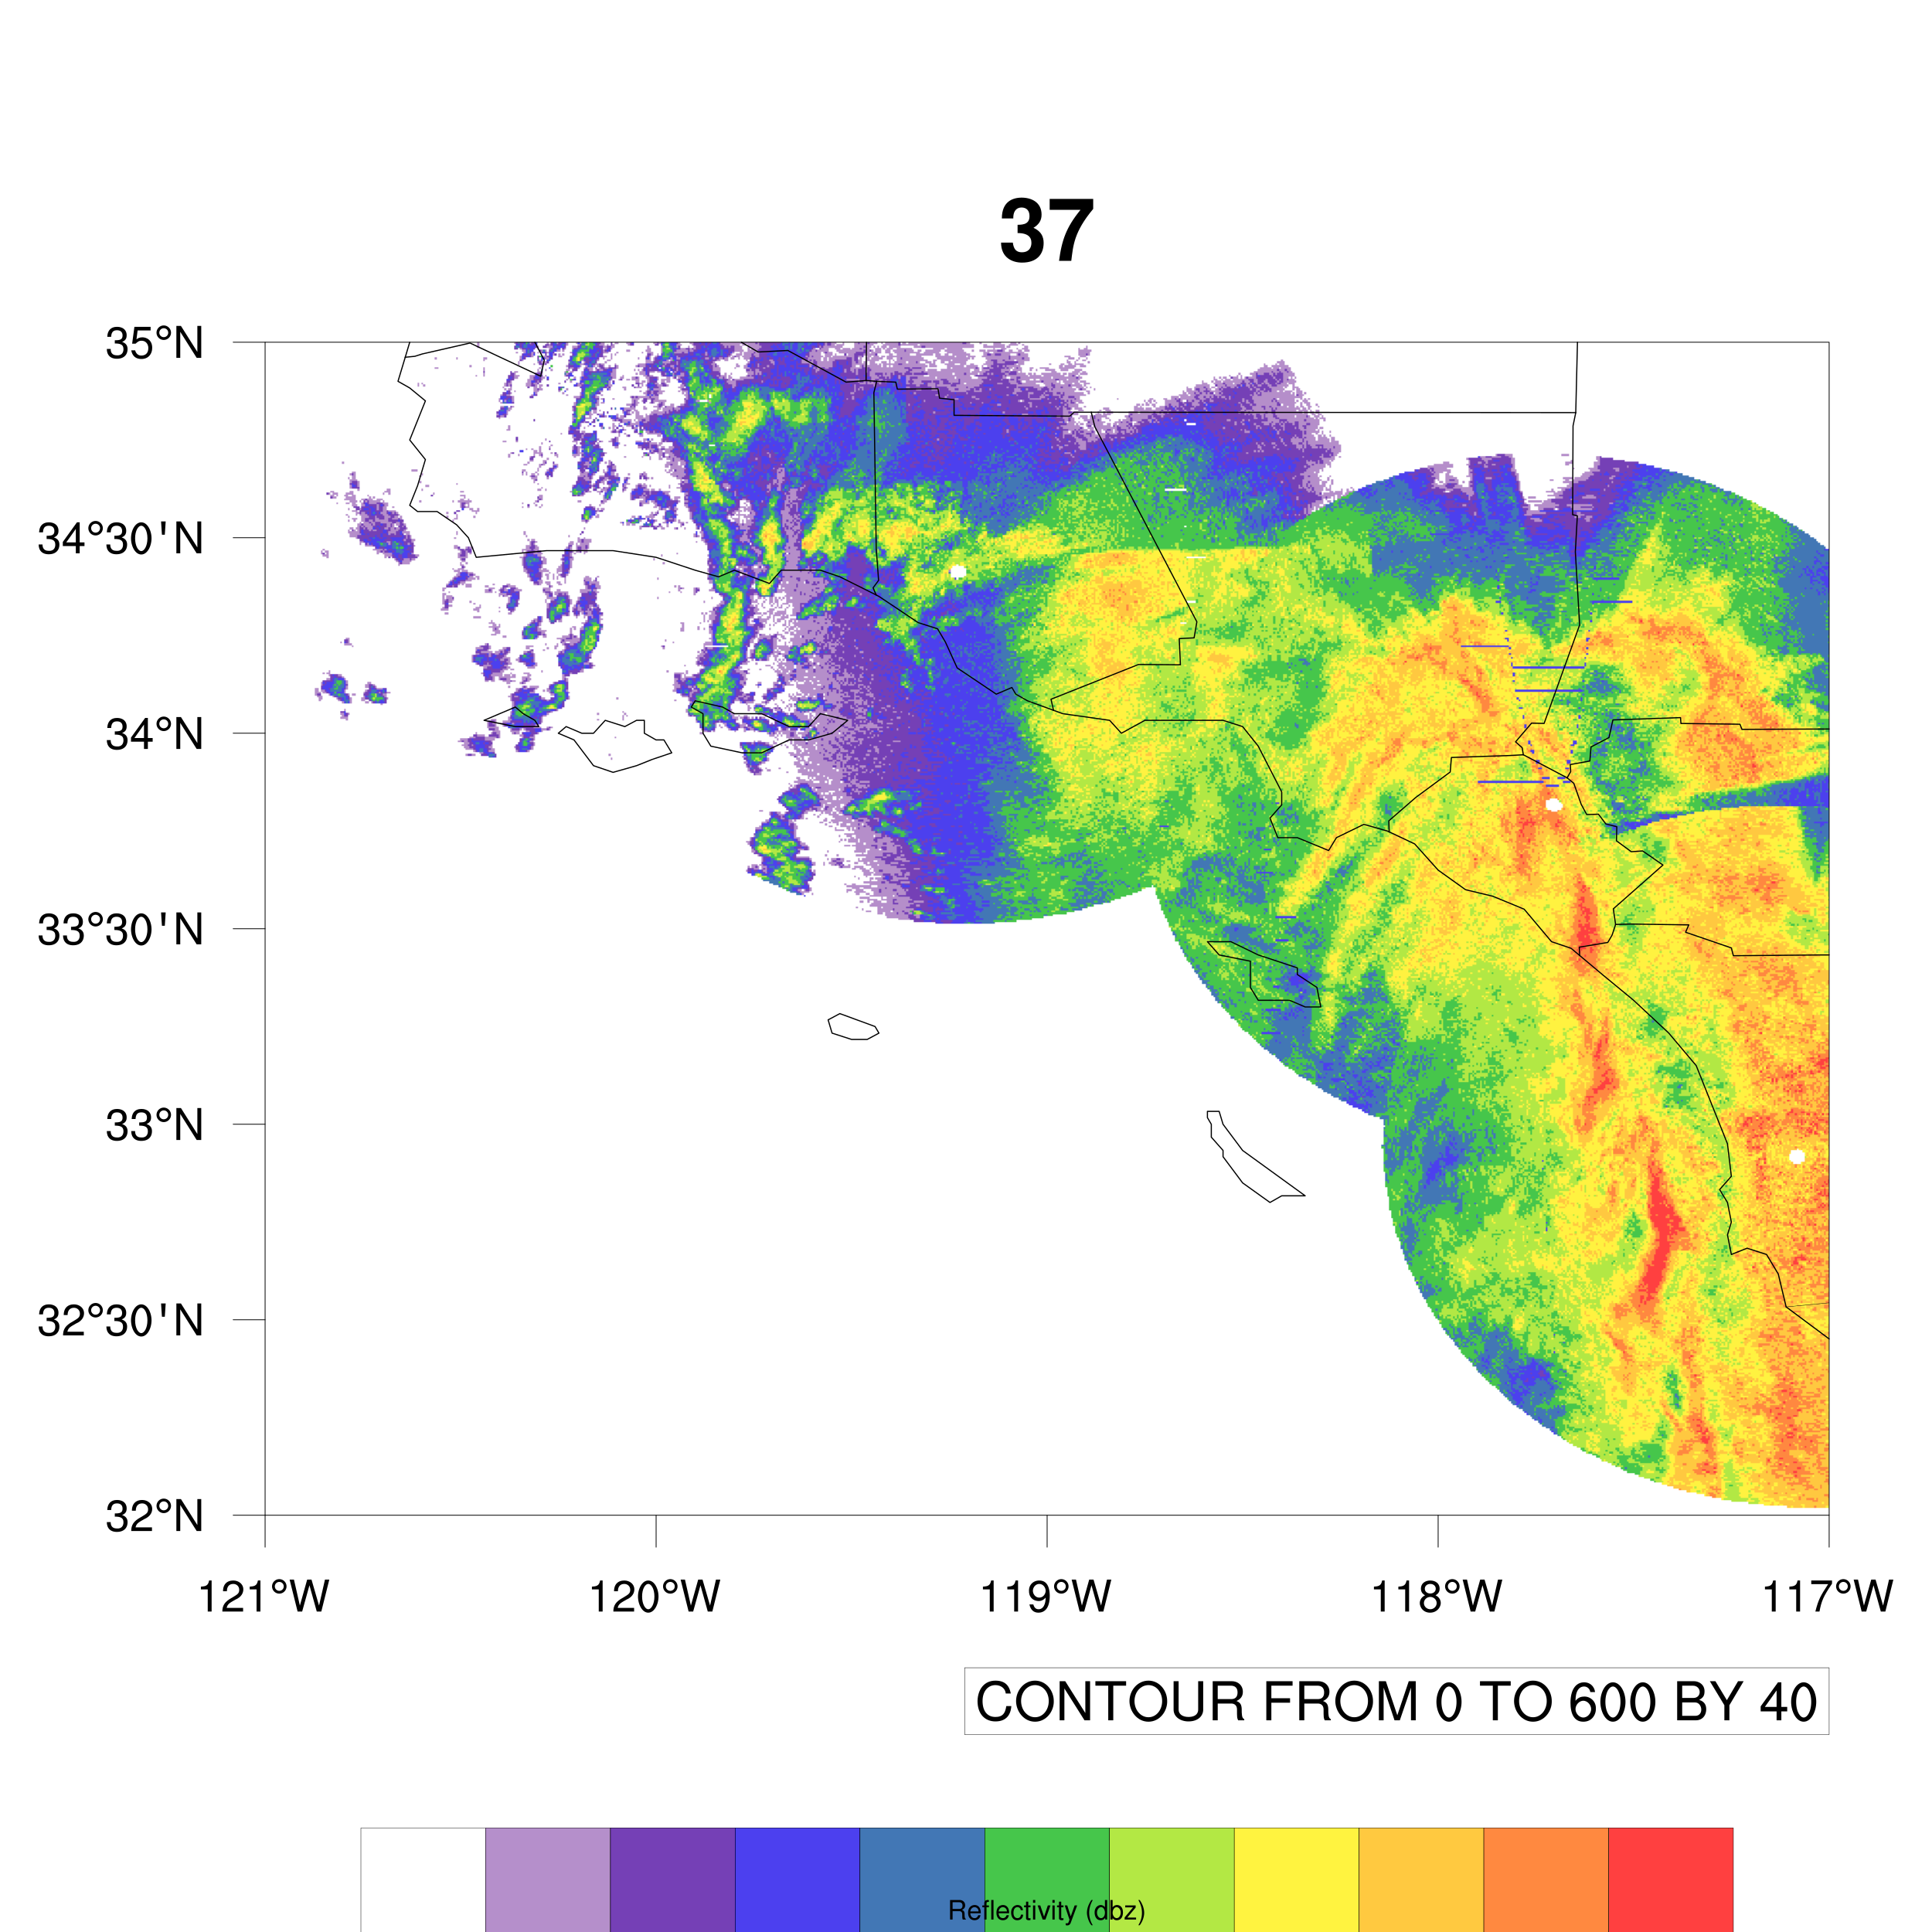 37
35°N
34°30'N
34°N
33°30'N
33°N
32°30'N
32°N
121°W 120°W 119°W 118°W 117°W
CONTOUR FROM 0 TO 600 BY 40
Reflectivity (dbz)